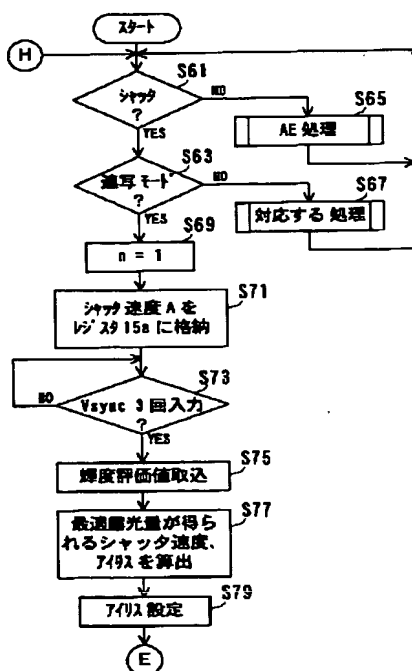 スタート
H
S61
シャッタ
?
NO
YES
S65
AE 処理
S63
連写モード
?
NO
YES
S67
対応する 処理
S69
n = 1
S71
シャッタ 速度 A を
レジスタ 15a に格納
S73
Vsync 3 回入力
?
NO
YES
S75
輝度評価値取込
S77
最適露光量が得ら
れるシャッタ速度、
アイリスを算出
S79
アイリス 設定
E